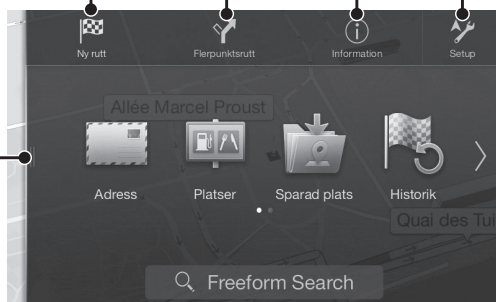 Ny rutt
Flerpunktsrutt
Information
Setup
Allée Marcel Proust
Adress
Platser
Sparad plats
Historik
Quai des Tui
Freeform Search